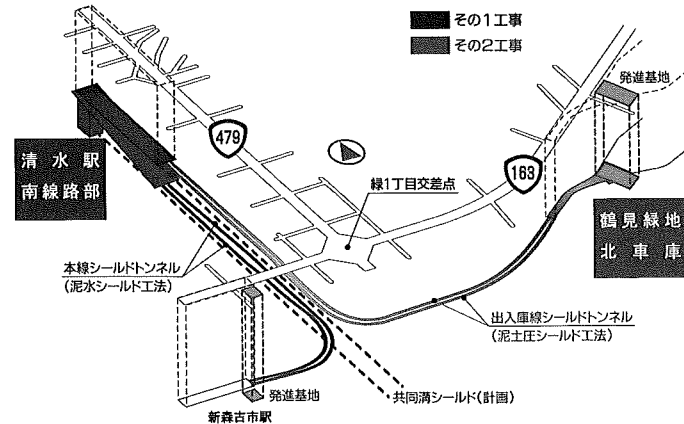 その1工事
その2工事
発進基地
479
清水駅
南線路部
163
緑1丁目交差点
鶴見緑地
北車庫
本線シールドトンネル
(泥水シールド工法)
出入庫線シールドトンネル
(泥土圧シールド工法)
発進基地
共同溝シールド(計画)
新森古市駅